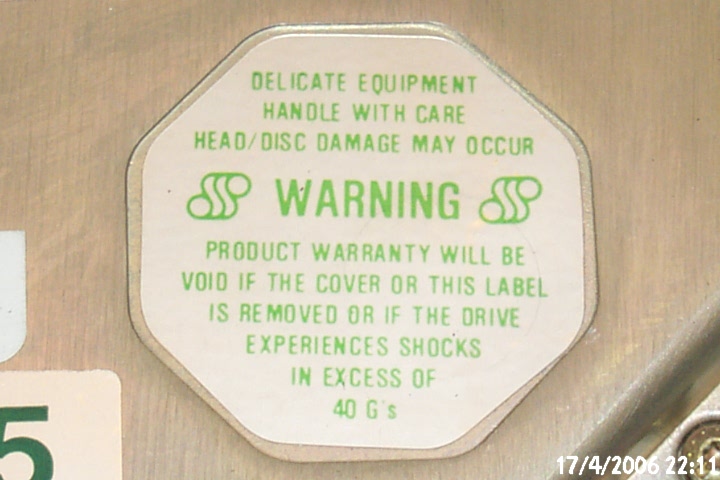 DELICATE EQUIPMENT
HANDLE WITH CARE
HEAD/DISC DAMAGE MAY OCCUR
WARNING
PRODUCT WARRANTY WILL BE
VOID IF THE COVER OR THIS LABEL
IS REMOVED OR IF THE DRIVE
EXPERIENCES SHOCKS
IN EXCESS OF
40 G's
5
17/4/2006 22:11